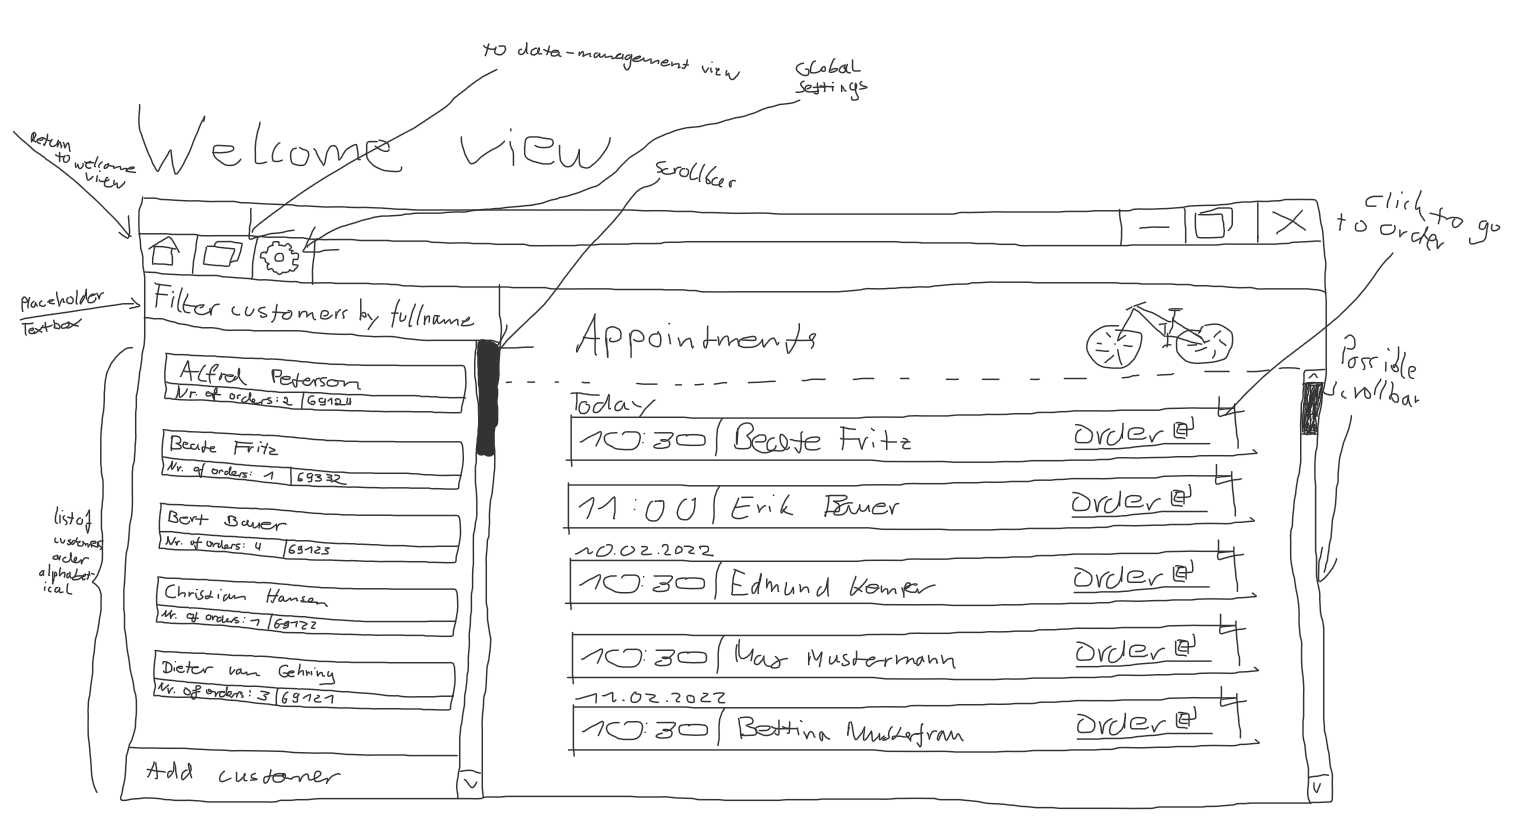 to data-management view
Global
settings
Welcome view
Return
to welcome
view
scrollbar
Click to go
to order
Placeholder
Textbox
Filter customers by fullname
Appointments
Possible
scrollbar
Alfred Peterson
Nr. of orders: 2 69124
Beate Fritz
Nr. of orders: 1 69332
Bert Bauer
Nr. of orders: 4 69123
Christian Hansen
Nr. of orders: 1 69122
Dieter van Gehring
Nr. of orders: 3 69121
list of
customer
order
alphabet-
ical
Add customer
Today
10:30 Beate Fritz Order
11:00 Erik Bauer Order
10.02.2022
10:30 Edmund Kemper Order
10:30 Max Mustermann Order
11.02.2022
10:30 Bettina Musterfrau Order